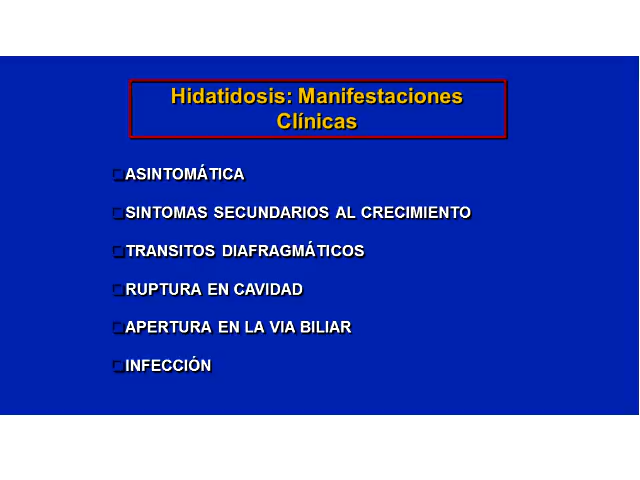 Hidatidosis: Manifestaciones
Clínicas
ASINTOMÁTICA
SINTOMAS SECUNDARIOS AL CRECIMIENTO
TRANSITOS DIAFRAGMÁTICOS
RUPTURA EN CAVIDAD
APERTURA EN LA VIA BILIAR
INFECCIÓN